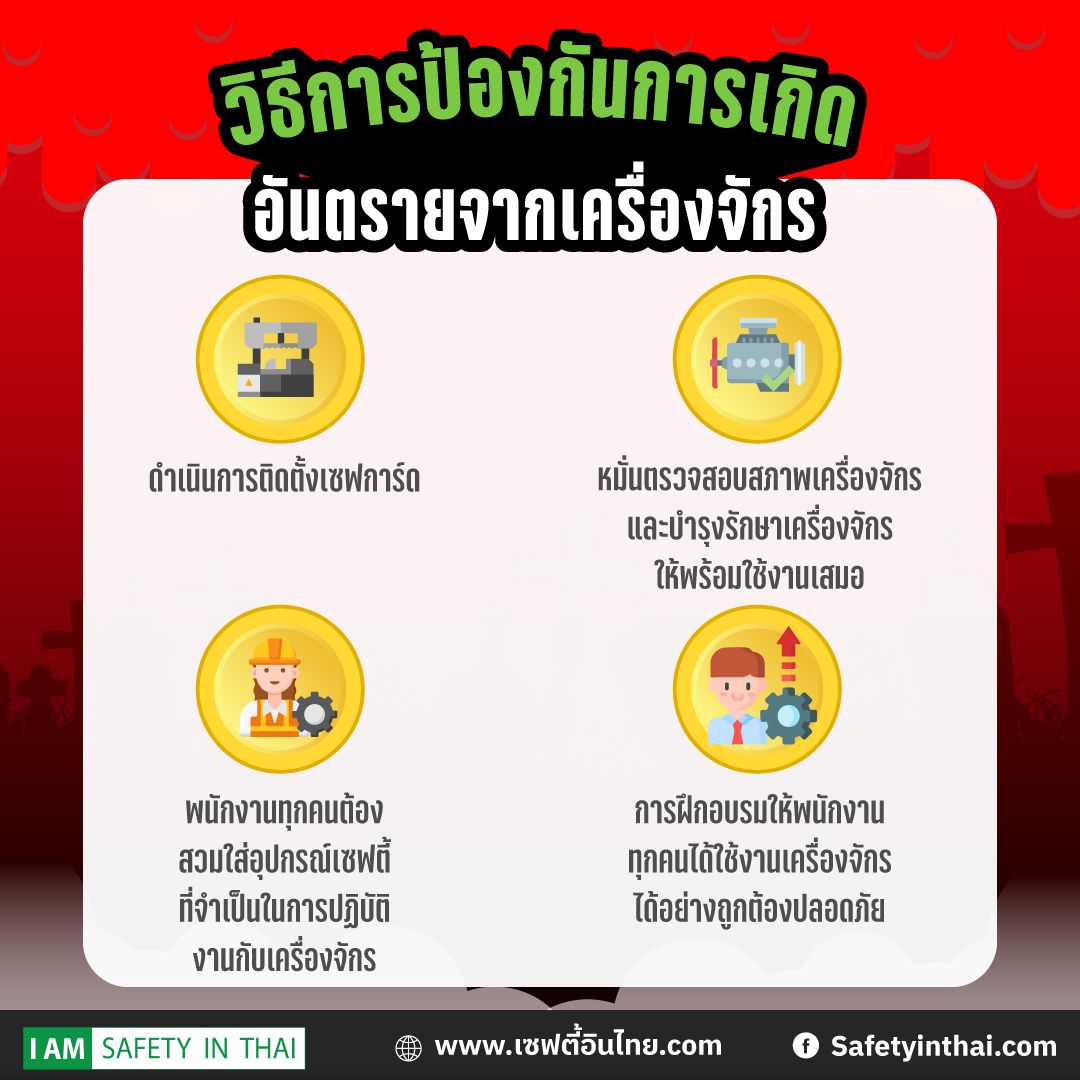 วิธีการป้องกันการเกิด
อันตรายจากเครื่องจักร
ดำเนินการติดตั้งเซฟการ์ด
หมั่นตรวจสอบสภาพเครื่องจักร
และบำรุงรักษาเครื่องจักร
ให้พร้อมใช้งานเสมอ
พนักงานทุกคนต้อง
สวมใส่อุปกรณ์เซฟตี้
ที่จำเป็นในการปฏิบัติ
งานกับเครื่องจักร
การฝึกอบรมให้พนักงาน
ทุกคนได้ใช้งานเครื่องจักร
ได้อย่างถูกต้องปลอดภัย
I AM SAFETY IN THAI
www.เซฟตี้อินไทย.com
Safetyinthai.com